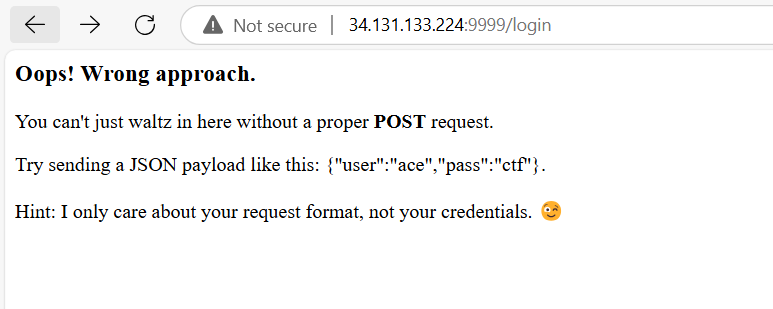 Not secure | 34.131.133.224:9999/login
Oops! Wrong approach.
You can't just waltz in here without a proper POST request.
Try sending a JSON payload like this: {"user":"ace","pass":"ctf"}.
Hint: I only care about your request format, not your credentials. 😉